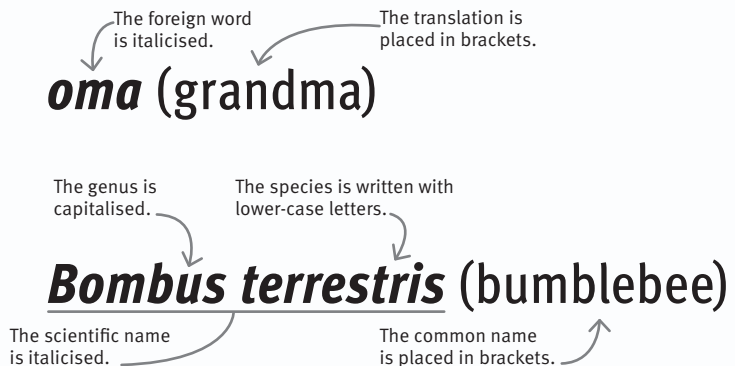 The foreign word
is italicised.
The translation is
placed in brackets.
oma (grandma)
The genus is
capitalised.
The species is written with
lower-case letters.
Bombus terrestris (bumblebee)
The scientific name
is italicised.
The common name
is placed in brackets.